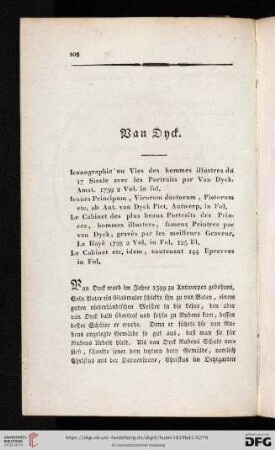 108
Van Dyck.
Iconographie ou Vies des hommes illustres du
17 Siecle avec les Portraits par Van Dyck.
Amst. 1759 2 Vol. in fol.
Icones Principum, Virorum doctorum, Pictorum
etc. ab Ant. van Dyck Pict. Antwerp, in Fol.
Le Cabinet des plus beaux Portraits des Prin-
ces, hommes illustres, fameux Peintres par
van Dyck, gravés par les meilleurs Graveur,
La Haye 1728 2 Vol. in Fol. 125 Bl.
Le Cabinet etc. idem, contenant 144 Epreuves
in Fol.
Van Dyck ward im Jahre 1599 zu Antwerpen gebohren.
Sein Vater ein Glasmaler schickte ihn zu van Balen, einem
guten niederländischen Meister in die Lehre, den aber
van Dyck bald übertraf und sofort zu Rubens kam, dessen
bester Schüler er wurde. Denn er führte die von Ru-
bens angelegte Gemälde so gut aus, daß man sie für
Rubens Arbeit hielt. Als van Dyck Rubens Schule ver-
ließ, schenkte jener dem letztern drey Gemälde, nemlich
Christus mit der Dornenkrone, Christus im Oelgarten